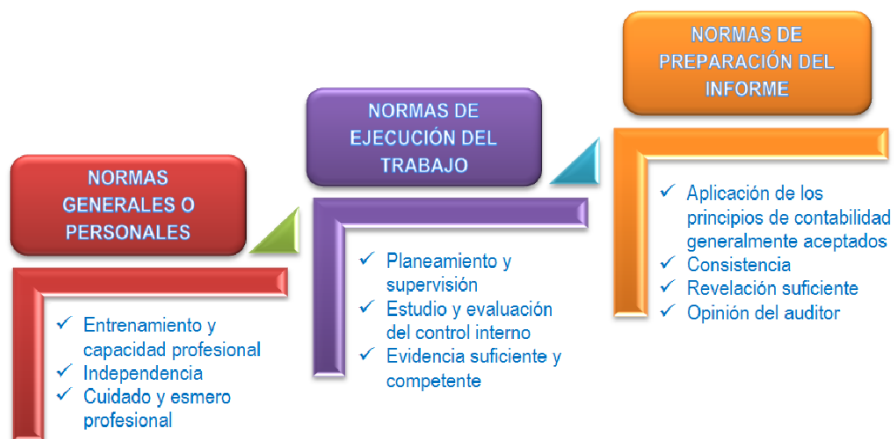 NORMAS
GENERALES O
PERSONALES
✓ Entrenamiento y
capacidad profesional
✓ Independencia
✓ Cuidado y esmero
profesional
NORMAS DE
EJECUCIÓN DEL
TRABAJO
✓ Planeamiento y
supervisión
✓ Estudio y evaluación
del control interno
✓ Evidencia suficiente y
competente
NORMAS DE
PREPARACIÓN DEL
INFORME
✓ Aplicación de los
principios de contabilidad
generalmente aceptados
✓ Consistencia
✓ Revelación suficiente
✓ Opinión del auditor